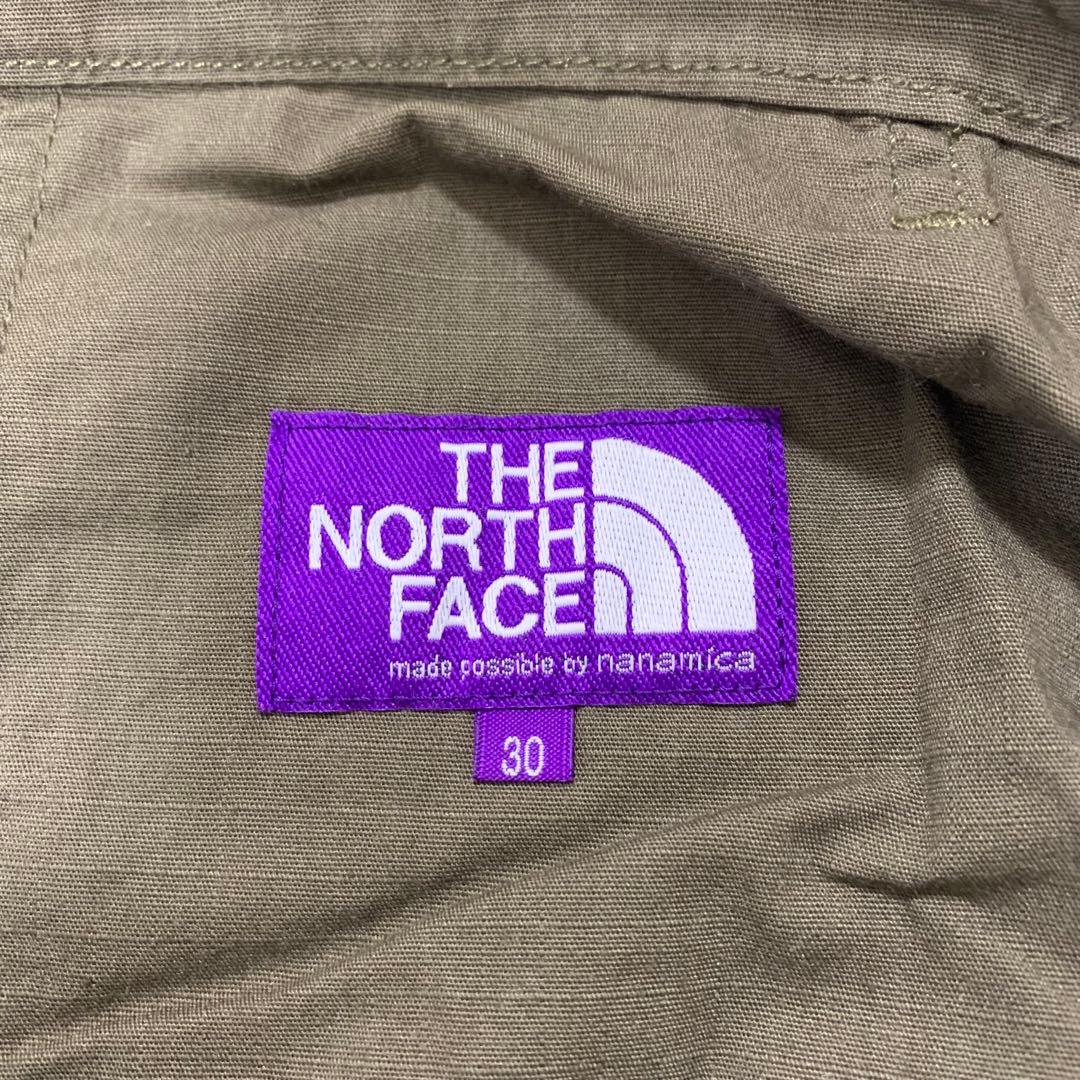 THE
NORTH
FACE
made possible by nanamica
30